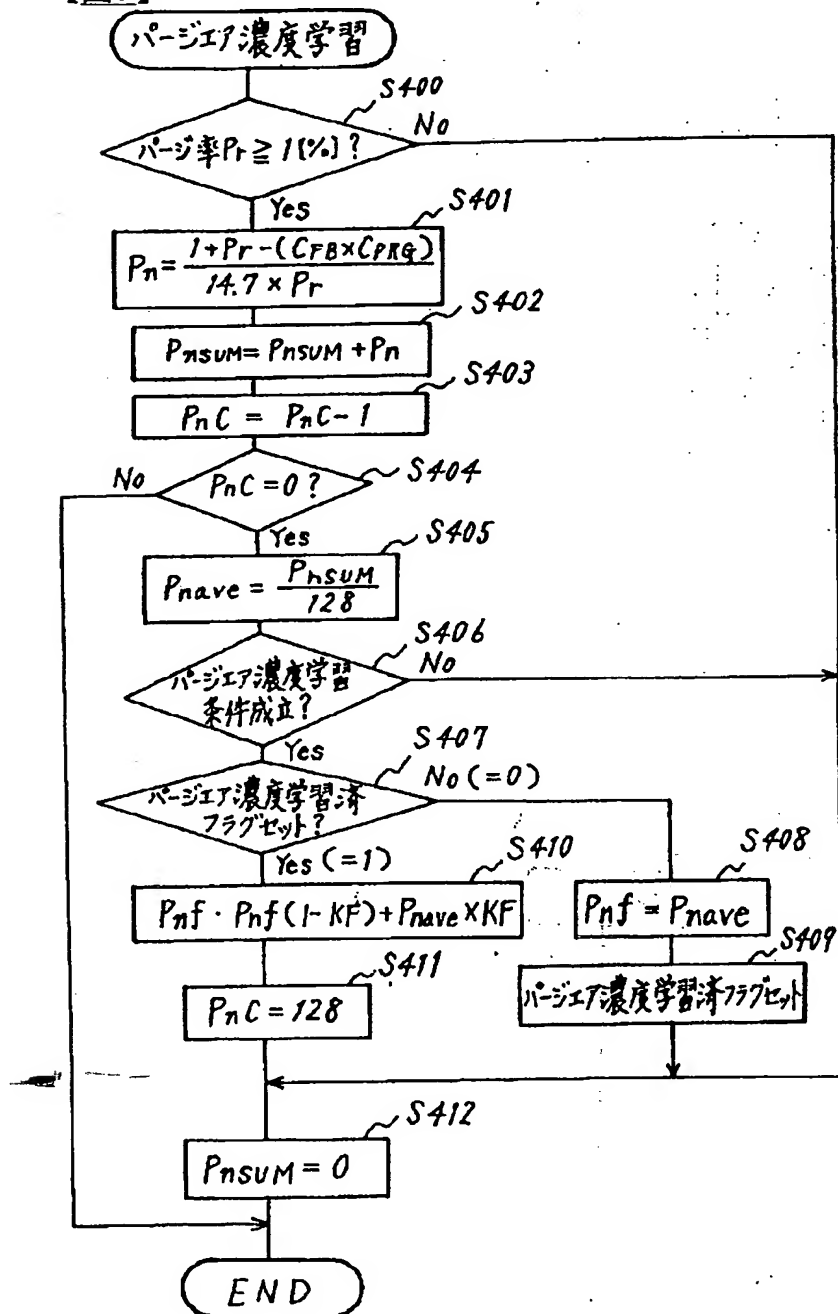 パージエア濃度学習
S400
No
パージ率Pr≧1[%]?
Yes
S401
Pn=1+Pr-(CFB×CPRG)
14.7×Pr
S402
PnSUM=PnSUM+Pn
S403
PnC=PnC-1
S404
No
PnC=0?
Yes
S405
Pnave=PnSUM
128
S406
No
パージエア濃度学習
条件成立?
Yes
S407
No(=0)
パージエア濃度学習済
フラグセット?
Yes(=1)
S410
S408
Pnf・Pnf(1-KF)+Pnave×KF
Pnf=Pnave
S409
S411
パージエア濃度学習済フラグセット
PnC=128
S412
PnSUM=0
END